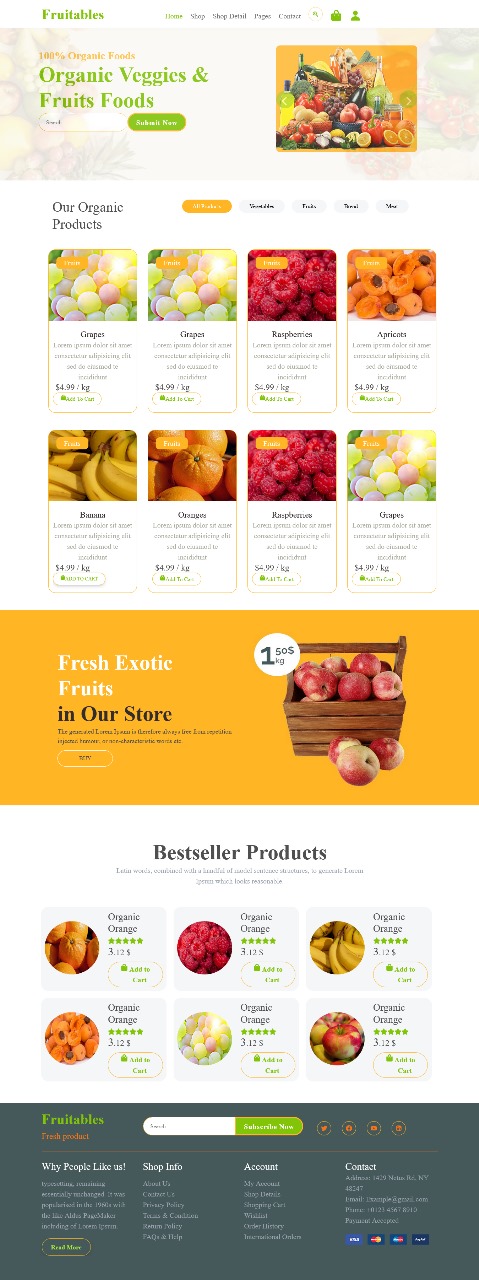 Fruitables
Home Shop Shop Detail Pages Contact
100% Organic Foods
Organic Veggies &
Fruits Foods
Search
Submit Now
Our Organic
Products
All Products
Vegetables
Fruits
Bread
Meat
Fruits
Fruits
Fruits
Fruits
Grapes
Lorem ipsum dolor sit amet
consectetur adipisicing elit
sed do eiusmod te
incididunt
$4.99 / kg
Add To Cart
Grapes
Lorem ipsum dolor sit amet
consectetur adipisicing elit
sed do eiusmod te
incididunt
$4.99 / kg
Add To Cart
Raspberries
Lorem ipsum dolor sit amet
consectetur adipisicing elit
sed do eiusmod te
incididunt
$4.99 / kg
Add To Cart
Apricots
Lorem ipsum dolor sit amet
consectetur adipisicing elit
sed do eiusmod te
incididunt
$4.99 / kg
Add To Cart
Fruits
Fruits
Fruits
Fruits
Banana
Lorem ipsum dolor sit amet
consectetur adipisicing elit
sed do eiusmod te
incididunt
$4.99 / kg
ADD TO CART
Oranges
Lorem ipsum dolor sit amet
consectetur adipisicing elit
sed do eiusmod te
incididunt
$4.99 / kg
Add To Cart
Raspberries
Lorem ipsum dolor sit amet
consectetur adipisicing elit
sed do eiusmod te
incididunt
$4.99 / kg
Add To Cart
Grapes
Lorem ipsum dolor sit amet
consectetur adipisicing elit
sed do eiusmod te
incididunt
$4.99 / kg
Add To Cart
Fresh Exotic
Fruits
in Our Store
The generated Lorem Ipsum is therefore always free from repetition
injected humour, or non-characteristic words etc.
BUY
1 50$
kg
Bestseller Products
Latin words, combined with a handful of model sentence structures, to generate Lorem
Ipsum which looks reasonable.
Organic
Orange
3.12 $
Add to
Cart
Organic
Orange
3.12 $
Add to
Cart
Organic
Orange
3.12 $
Add to
Cart
Organic
Orange
3.12 $
Add to
Cart
Organic
Orange
3.12 $
Add to
Cart
Organic
Orange
3.12 $
Add to
Cart
Fruitables
Fresh product
Search
Subscribe Now
Why People Like us!
typesetting, remaining
essentially unchanged. It was
popularised in the 1960s with
the like Aldus PageMaker
including of Lorem Ipsum.
Read More
Shop Info
About Us
Contact Us
Privacy Policy
Terms & Condition
Return Policy
FAQs & Help
Account
My Account
Shop Details
Shopping Cart
Wishlist
Order History
International Orders
Contact
Address: 1429 Netus Rd, NY
48247
Email: Example@gmail.com
Phone: +0123 4567 8910
Payment Accepted
VISA
PayPal